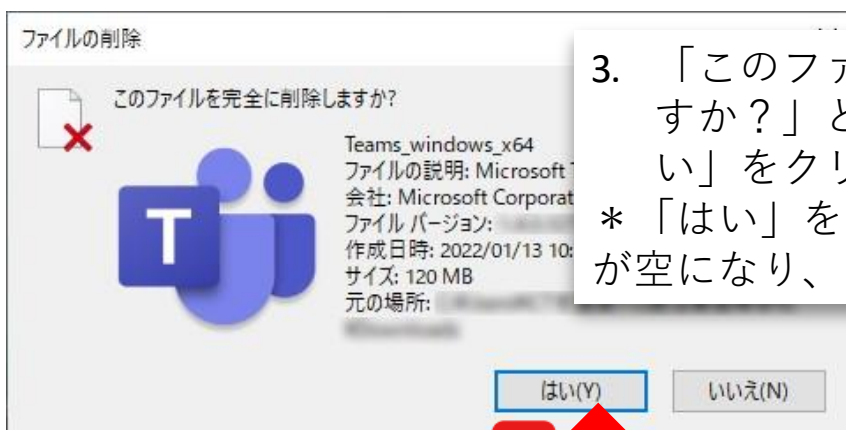 ファイルの削除
このファイルを完全に削除しますか?
Teams_windows_x64
ファイルの説明: Microsoft
会社: Microsoft Corporat
ファイル バージョン:
作成日時: 2022/01/13 10:
サイズ: 120 MB
元の場所:
T
はい(Y)
いいえ(N)
3. 「このファ
すか？」と
い」をクリ
＊「はい」を
が空になり、